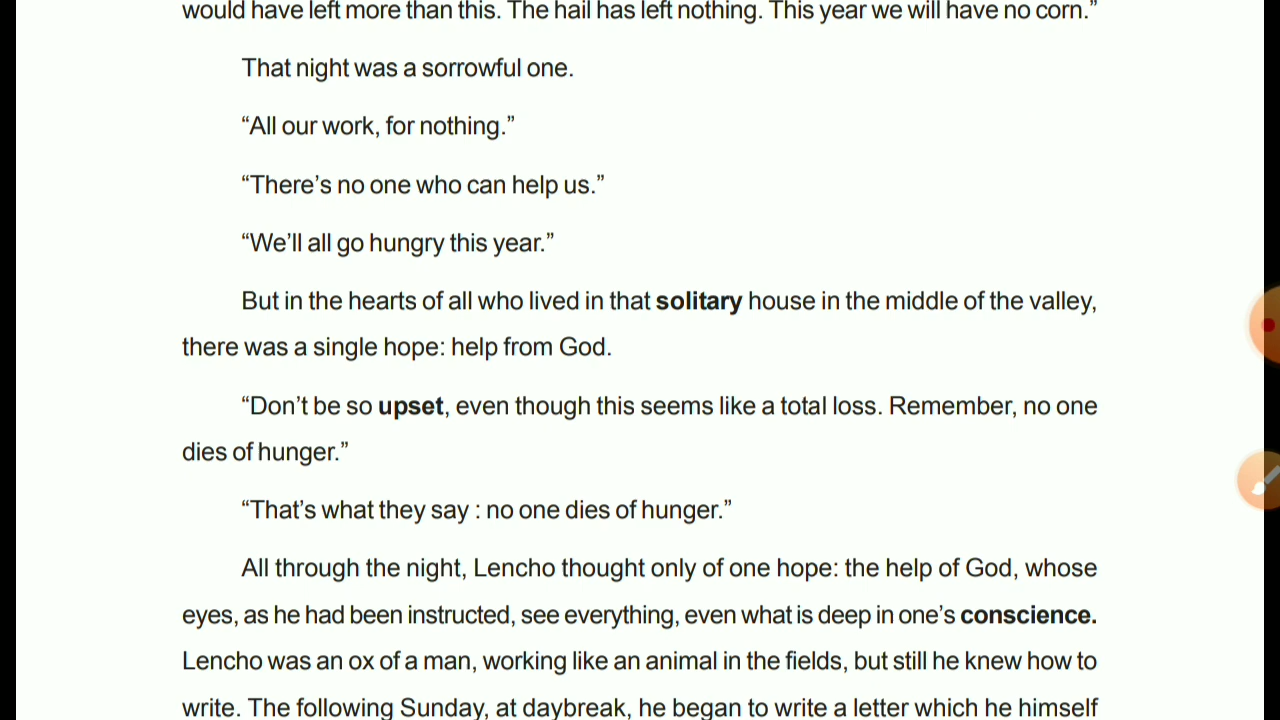 would have left more than this. The hail has left nothing. This year we will have no corn.”
That night was a sorrowful one.
“All our work, for nothing.”
“There’s no one who can help us.”
“We’ll all go hungry this year.”
But in the hearts of all who lived in that solitary house in the middle of the valley,
there was a single hope: help from God.
“Don’t be so upset, even though this seems like a total loss. Remember, no one
dies of hunger.”
“That’s what they say : no one dies of hunger.”
All through the night, Lencho thought only of one hope: the help of God, whose
eyes, as he had been instructed, see everything, even what is deep in one’s conscience.
Lencho was an ox of a man, working like an animal in the fields, but still he knew how to
write. The following Sunday, at daybreak, he began to write a letter which he himself